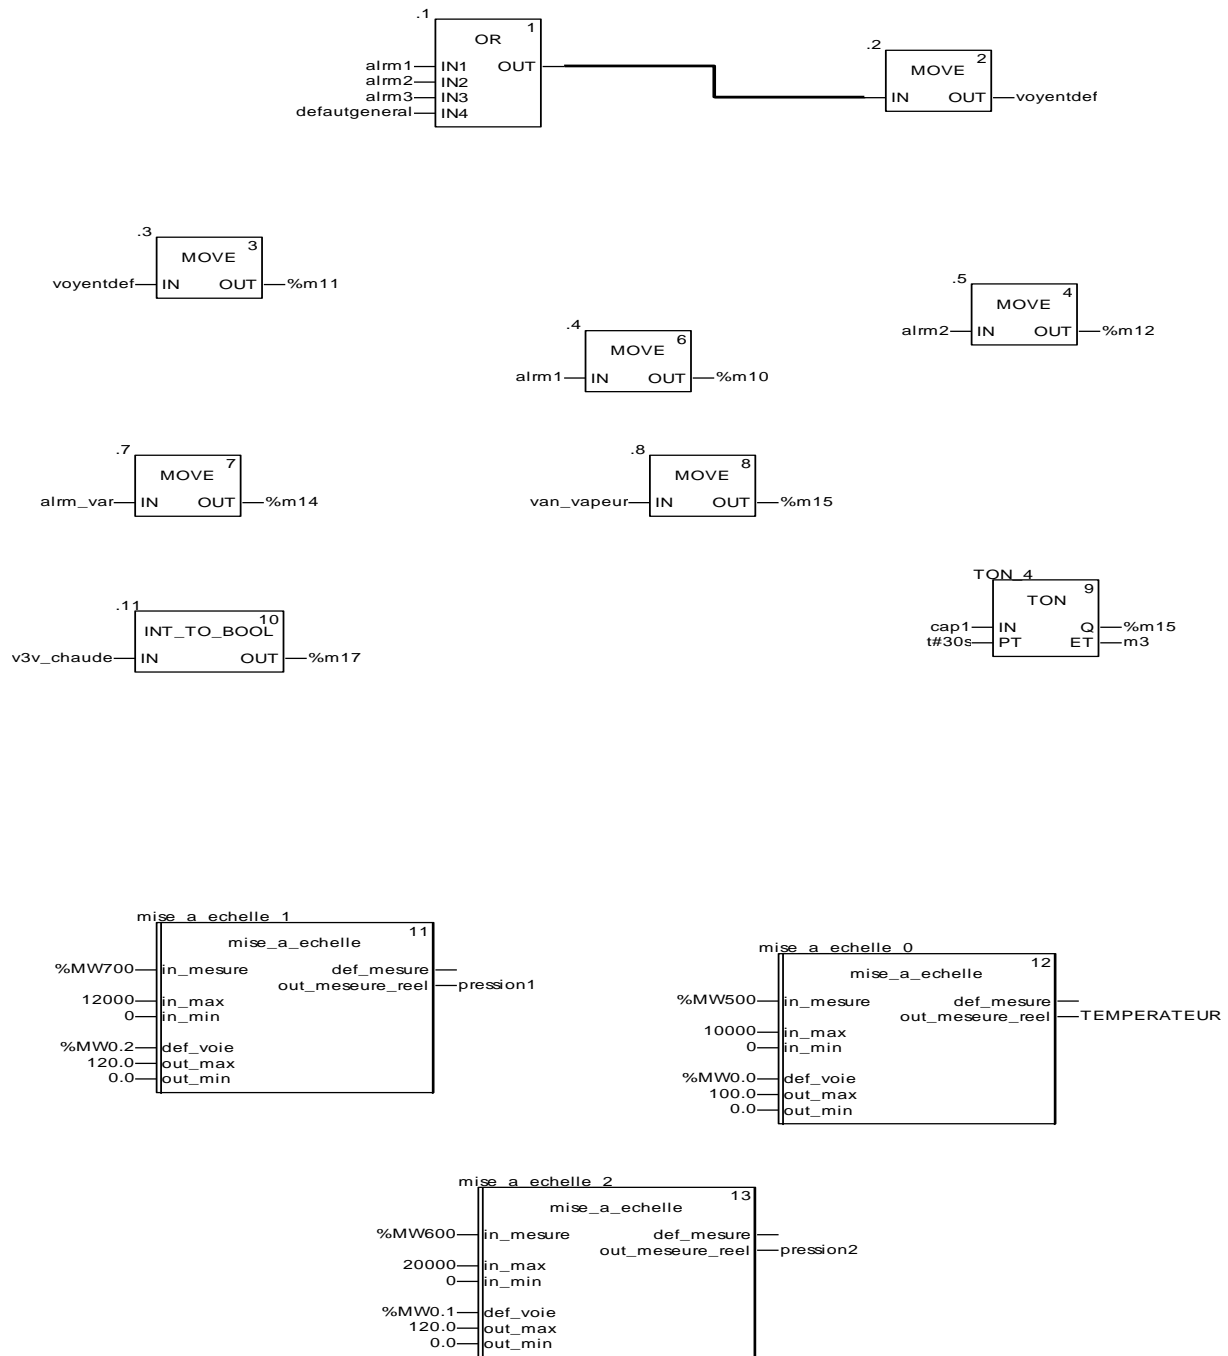 .1
1
OR
alrm1 IN1 OUT
alrm2 IN2
alrm3 IN3
defautgeneral IN4
.2
2
MOVE
IN OUT voyentdef
.3
3
MOVE
voyentdef IN OUT %m11
.5
4
MOVE
alrm2 IN OUT %m12
.4
6
MOVE
alrm1 IN OUT %m10
.7
7
MOVE
alrm_var IN OUT %m14
.8
8
MOVE
van_vapeur IN OUT %m15
TON_4
9
TON
cap1 IN Q %m15
t#30s PT ET m3
.11
10
INT_TO_BOOL
v3v_chaude IN OUT %m17
mise_a_echelle_1
11
mise_a_echelle
%MW700 in_mesure def_mesure
out_meseure_reel pression1
12000 in_max
0 in_min
%MW0.2 def_voie
120.0 out_max
0.0 out_min
mise_a_echelle_0
12
mise_a_echelle
%MW500 in_mesure def_mesure
out_meseure_reel TEMPERATEUR
10000 in_max
0 in_min
%MW0.0 def_voie
100.0 out_max
0.0 out_min
mise_a_echelle_2
13
mise_a_echelle
%MW600 in_mesure def_mesure
out_meseure_reel pression2
20000 in_max
0 in_min
%MW0.1 def_voie
120.0 out_max
0.0 out_min